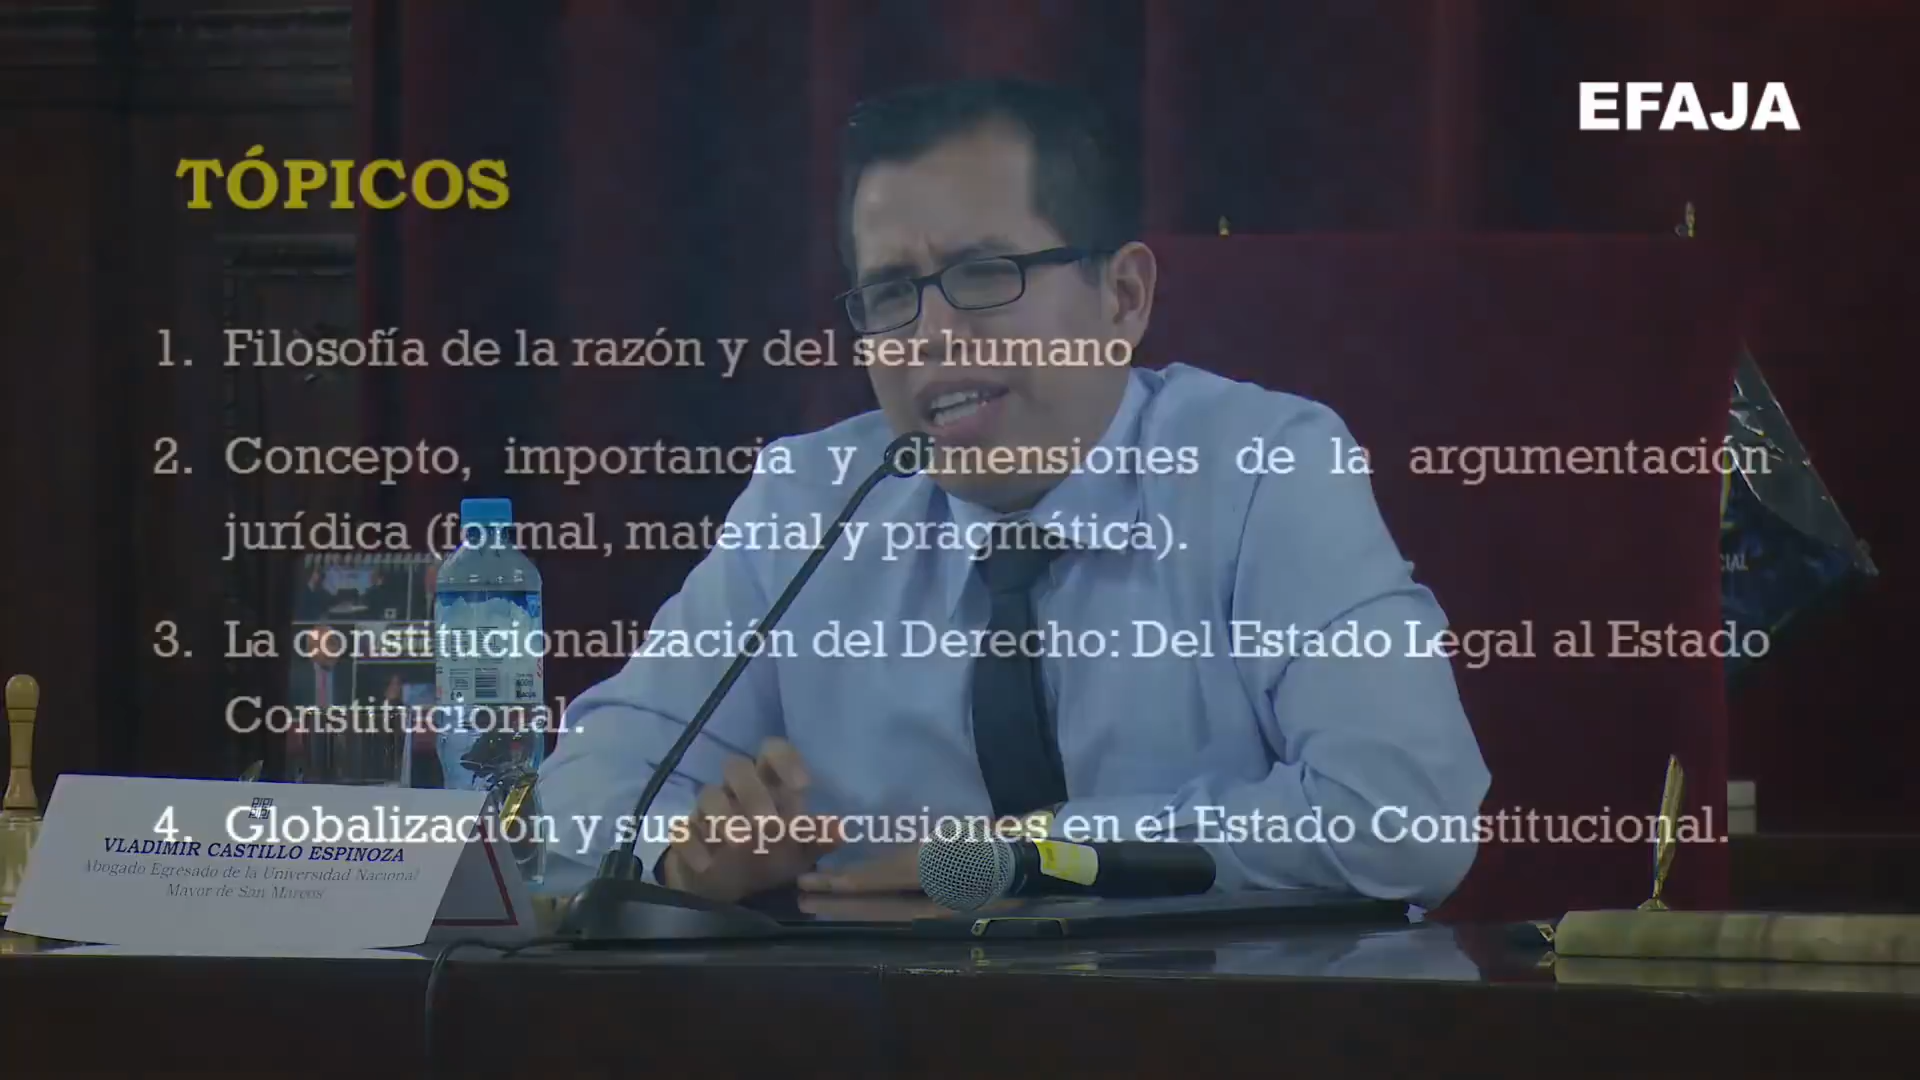 EFAJA
TÓPICOS
1. Filosofía de la razón y del ser humano
2. Concepto, importancia y dimensiones de la argumentación
jurídica (formal, material y pragmática).
3. La constitucionalización del Derecho: Del Estado Legal al Estado
Constitucional.
4. Globalización y sus repercusiones en el Estado Constitucional.
VLADIMIR CASTILLO ESPINOZA
Abogado Egresado de la Universidad Nacional
Mayor de San Marcos